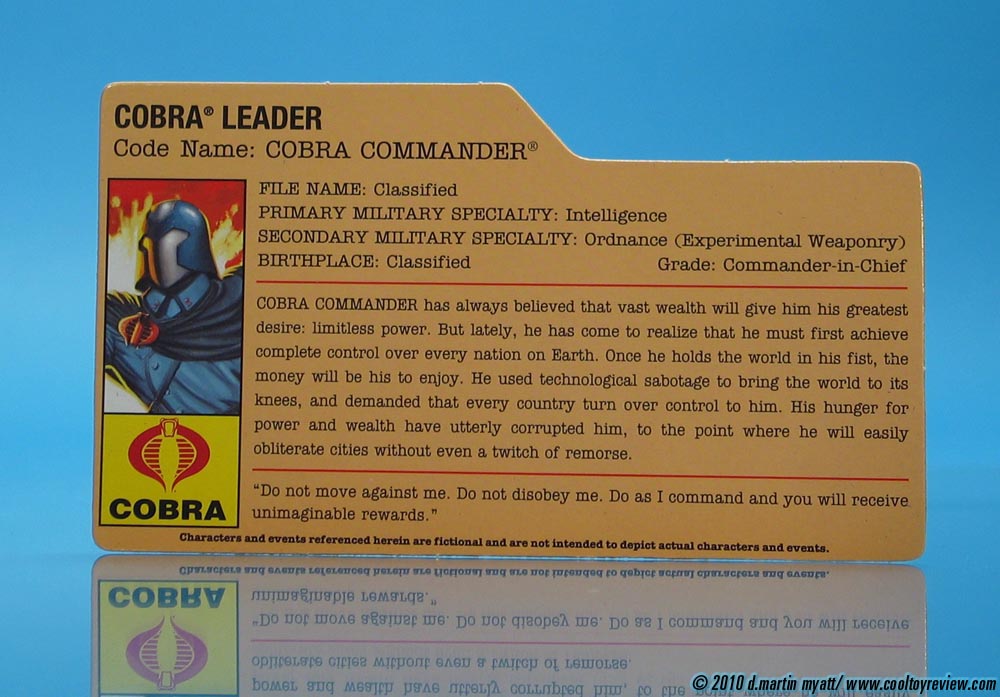 COBRA® LEADER
Code Name: COBRA COMMANDER®
FILE NAME: Classified
PRIMARY MILITARY SPECIALTY: Intelligence
SECONDARY MILITARY SPECIALTY: Ordnance (Experimental Weaponry)
BIRTHPLACE: Classified Grade: Commander-in-Chief
COBRA COMMANDER has always believed that vast wealth will give him his greatest
desire: limitless power. But lately, he has come to realize that he must first achieve
complete control over every nation on Earth. Once he holds the world in his fist, the
money will be his to enjoy. He used technological sabotage to bring the world to its
knees, and demanded that every country turn over control to him. His hunger for
power and wealth have utterly corrupted him, to the point where he will easily
obliterate cities without even a twitch of remorse.
COBRA
“Do not move against me. Do not disobey me. Do as I command and you will receive
unimaginable rewards.”
Characters and events referenced herein are fictional and are not intended to depict actual characters and events.
© 2010 d.martin myatt/ www.cooltoyreview.com